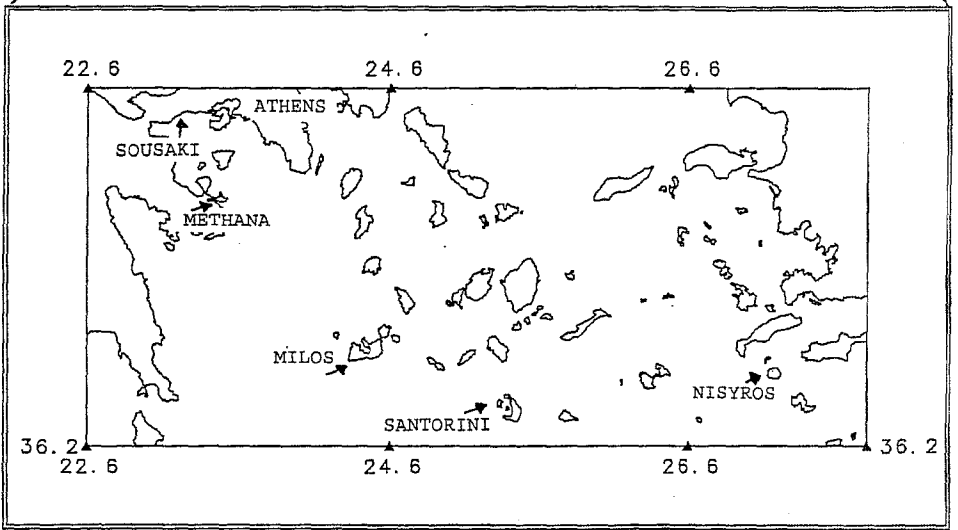 22.6 24.6 26.6
ATHENS
SOUSAKI
METHANA
MILOS
NISYROS
SANTORINI
36.2 36.2
22.6 24.6 26.6